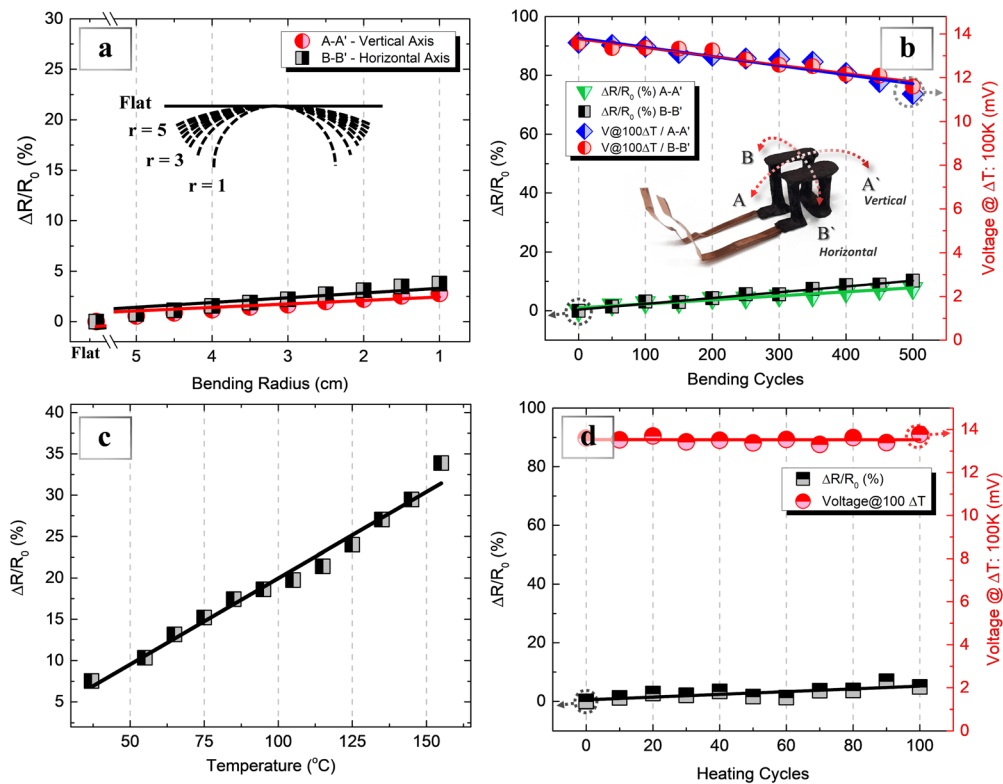 a
A-A' - Vertical Axis
B-B' - Horizontal Axis
Flat
r = 5
r = 3
r = 1
30
25
20
15
10
5
0
ΔR/R0 (%)
Flat
5
4
3
2
1
Bending Radius (cm)
b
ΔR/R0 (%) A-A'
ΔR/R0 (%) B-B'
V@100ΔT / A-A'
V@100ΔT / B-B'
B
A
A`
Vertical
B`
Horizontal
100
80
60
40
20
0
ΔR/R0 (%)
14
12
10
8
6
4
2
0
Voltage @ ΔT: 100K (mV)
0
100
200
300
400
500
Bending Cycles
c
40
35
30
25
20
15
10
5
ΔR/R0 (%)
50
75
100
125
150
Temperature (oC)
d
ΔR/R0 (%)
Voltage@100 ΔT
100
80
60
40
20
0
ΔR/R0 (%)
14
12
10
8
6
4
2
0
Voltage @ ΔT: 100K (mV)
0
20
40
60
80
100
Heating Cycles